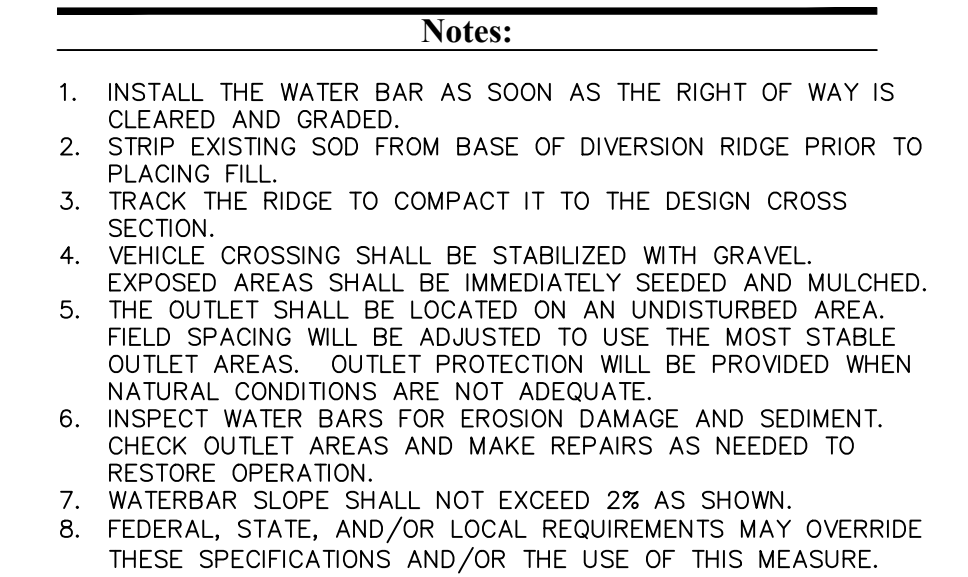 Notes:
1. INSTALL THE WATER BAR AS SOON AS THE RIGHT OF WAY IS
CLEARED AND GRADED.
2. STRIP EXISTING SOD FROM BASE OF DIVERSION RIDGE PRIOR TO
PLACING FILL.
3. TRACK THE RIDGE TO COMPACT IT TO THE DESIGN CROSS
SECTION.
4. VEHICLE CROSSING SHALL BE STABILIZED WITH GRAVEL.
EXPOSED AREAS SHALL BE IMMEDIATELY SEEDED AND MULCHED.
5. THE OUTLET SHALL BE LOCATED ON AN UNDISTURBED AREA.
FIELD SPACING WILL BE ADJUSTED TO USE THE MOST STABLE
OUTLET AREAS. OUTLET PROTECTION WILL BE PROVIDED WHEN
NATURAL CONDITIONS ARE NOT ADEQUATE.
6. INSPECT WATER BARS FOR EROSION DAMAGE AND SEDIMENT.
CHECK OUTLET AREAS AND MAKE REPAIRS AS NEEDED TO
RESTORE OPERATION.
7. WATERBAR SLOPE SHALL NOT EXCEED 2% AS SHOWN.
8. FEDERAL, STATE, AND/OR LOCAL REQUIREMENTS MAY OVERRIDE
THESE SPECIFICATIONS AND/OR THE USE OF THIS MEASURE.